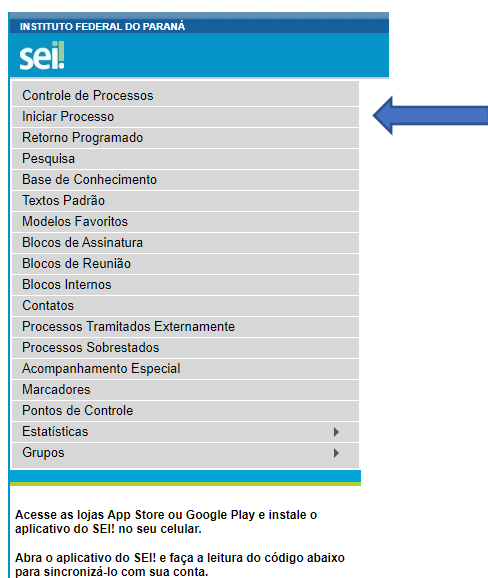 INSTITUTO FEDERAL DO PARANÁ
sei!
Controle de Processos
Iniciar Processo
Retorno Programado
Pesquisa
Base de Conhecimento
Textos Padrão
Modelos Favoritos
Blocos de Assinatura
Blocos de Reunião
Blocos Internos
Contatos
Processos Tramitados Externamente
Processos Sobrestados
Acompanhamento Especial
Marcadores
Pontos de Controle
Estatísticas
Grupos
Acesse as lojas App Store ou Google Play e instale o
aplicativo do SEI! no seu celular.
Abra o aplicativo do SEI! e faça a leitura do código abaixo
para sincronizá-lo com sua conta.